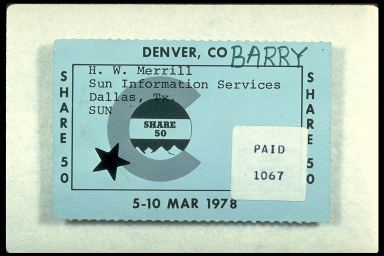 DENVER, CO
BARRY
H. W. Merrill
Sun Information Services
Dallas, Tx.
SUN
SHARE 50
SHARE
50
SHARE 50
PAID
1067
5-10 MAR 1978